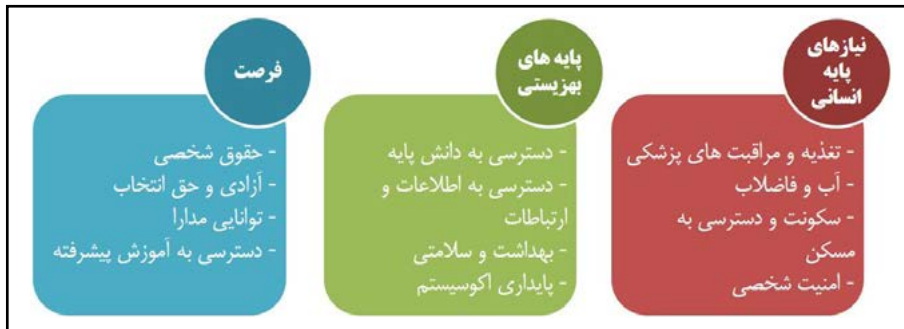 نیازهای
پایه
انسانی
- تغذیه و مراقبت های پزشکی
- آب و فاضلاب
- سکونت و دسترسی به
مسکن
- امنیت شخصی
پایه های
بهزیستی
- دسترسی به دانش پایه
- دسترسی به اطلاعات و
ارتباطات
- بهداشت و سلامتی
- پایداری اکوسیستم
فرصت
- حقوق شخصی
- آزادی و حق انتخاب
- توانایی مدارا
- دسترسی به آموزش پیشرفته